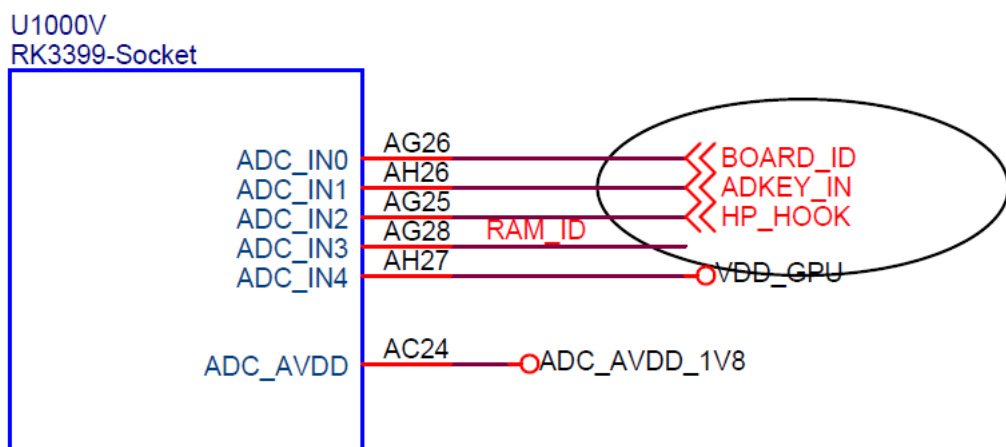 U1000V
RK3399-Socket
ADC_IN0 AG26 BOARD_ID
ADC_IN1 AH26 ADKEY_IN
ADC_IN2 AG25 HP_HOOK
ADC_IN3 AG28 RAM_ID
ADC_IN4 AH27 VDD_GPU
ADC_AVDD AC24 ADC_AVDD_1V8